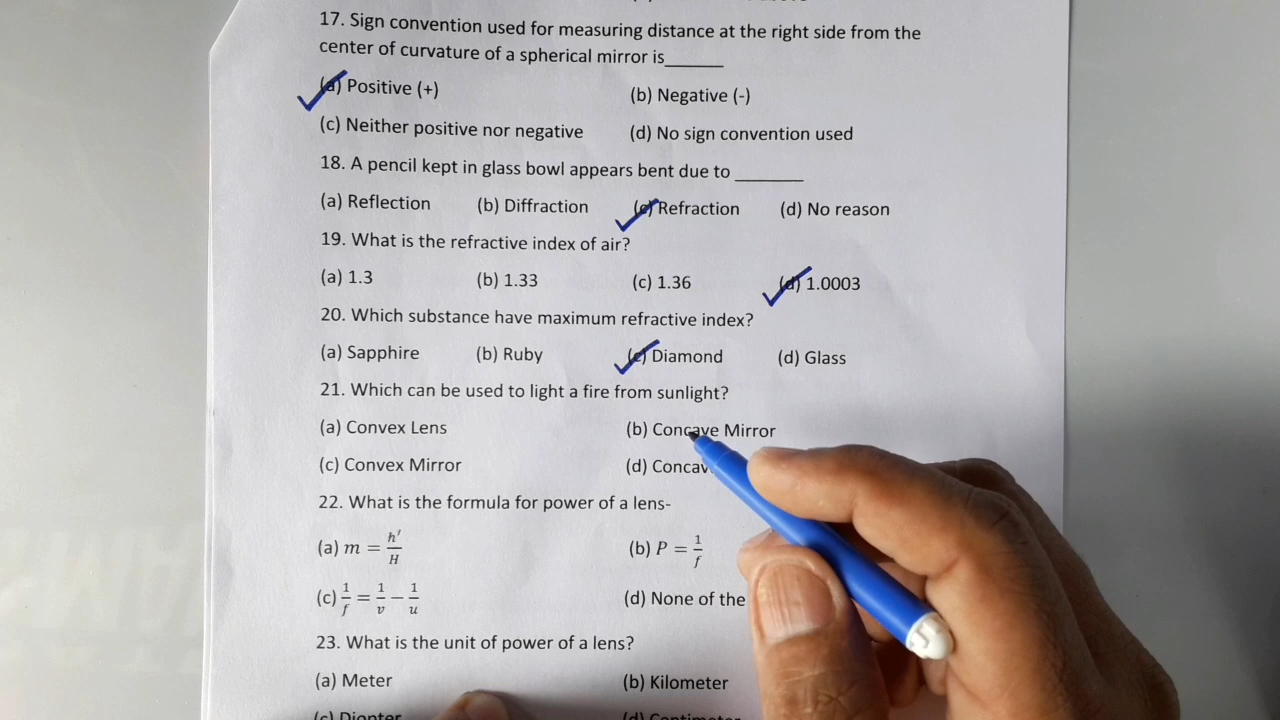 17. Sign convention used for measuring distance at the right side from the
center of curvature of a spherical mirror is______
(a) Positive (+) (b) Negative (-)
(c) Neither positive nor negative (d) No sign convention used
18. A pencil kept in glass bowl appears bent due to _______
(a) Reflection (b) Diffraction (c) Refraction (d) No reason
19. What is the refractive index of air?
(a) 1.3 (b) 1.33 (c) 1.36 (d) 1.0003
20. Which substance have maximum refractive index?
(a) Sapphire (b) Ruby (c) Diamond (d) Glass
21. Which can be used to light a fire from sunlight?
(a) Convex Lens (b) Concave Mirror
(c) Convex Mirror (d)
22. What is the formula for power of a lens-
(a) m = h'/H (b) P = 1/f
(c) 1/f = 1/v − 1/u (d) None of the
23. What is the unit of power of a lens?
(a) Meter (b) Kilometer
(c) Diopter (d) Centimeter